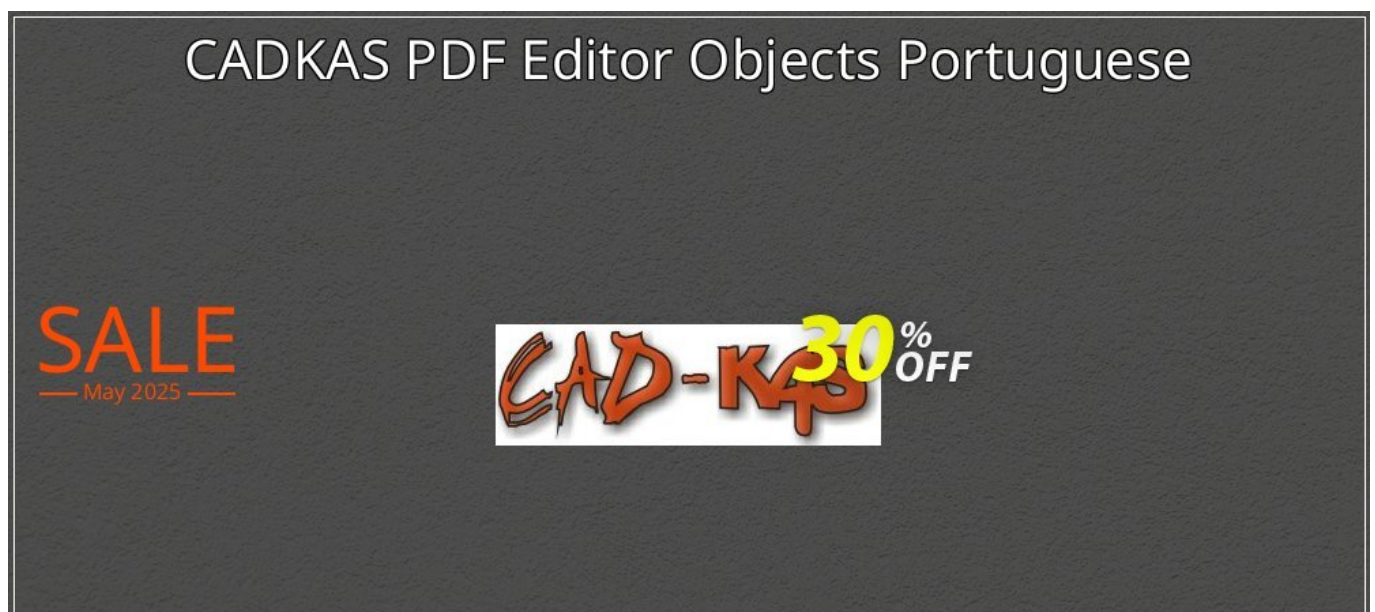 CADKAS PDF Editor Objects Portuguese
SALE
May 2025
CAD-KAS
30% OFF